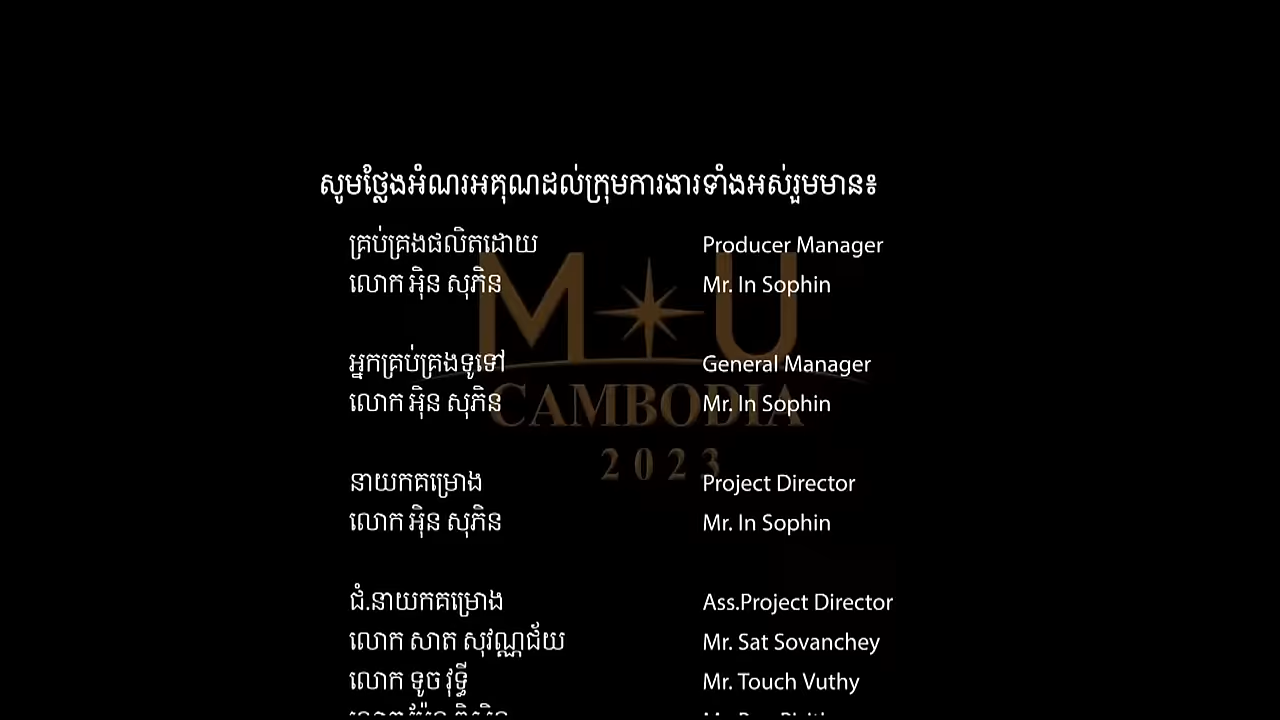 សូមថ្លែងអំណរអគុណដល់ក្រុមការងារទាំងអស់រួមមាន៖
គ្រប់គ្រងផលិតដោយ Producer Manager
លោក អ៊ិន សុភិន Mr. In Sophin
អ្នកគ្រប់គ្រងទូទៅ General Manager
លោក អ៊ិន សុភិន Mr. In Sophin
នាយកគម្រោង Project Director
លោក អ៊ិន សុភិន Mr. In Sophin
ជំ.នាយកគម្រោង Ass.Project Director
លោក សាត សុវណ្ណជ័យ Mr. Sat Sovanchey
លោក ទូច វុទ្ធី Mr. Touch Vuthy
M U
CAMBODIA
2023